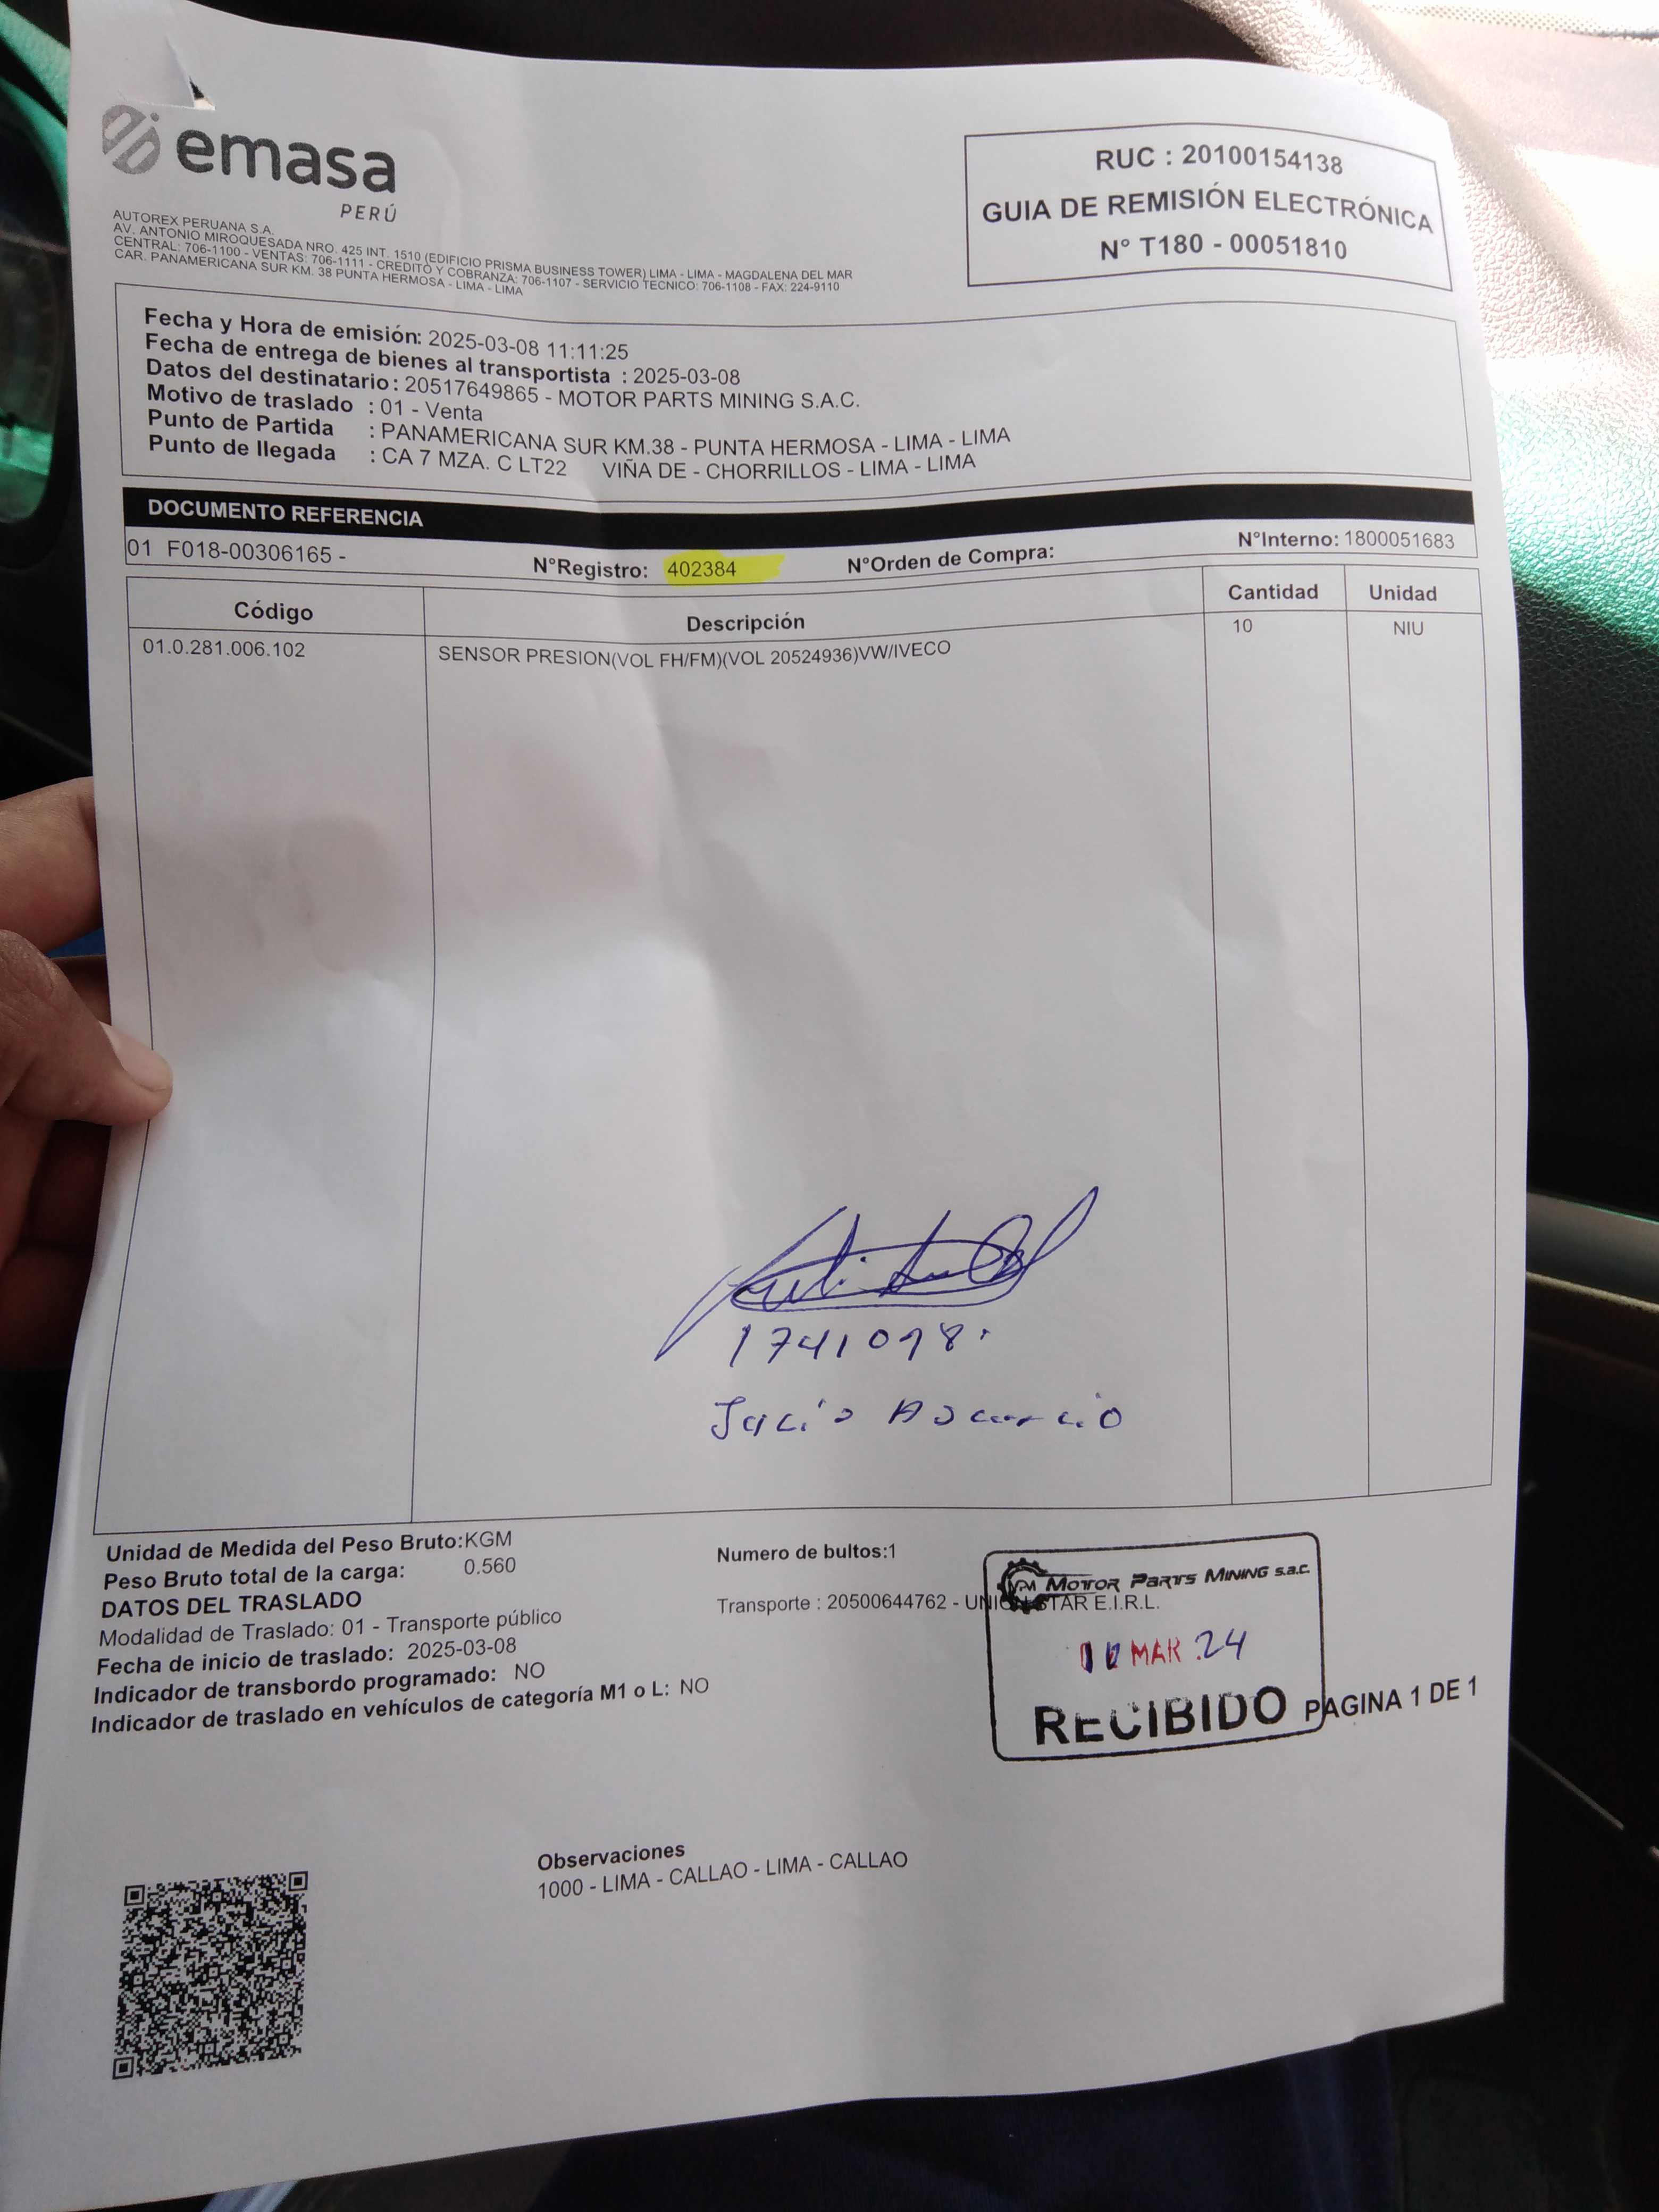 emasa
PERÚ
AUTOREX PERUANA S.A.
AV. ANTONIO MIROQUESADA NRO. 425 INT. 1510 (EDIFICIO PRISMA BUSINESS TOWER) LIMA - LIMA - MAGDALENA DEL MAR
CENTRAL: 706-1100 - VENTAS: 706-1111 - CREDITO Y COBRANZA: 706-1107 - SERVICIO TECNICO: 706-1108 - FAX: 224-9110
CAR. PANAMERICANA SUR KM. 38 PUNTA HERMOSA - LIMA - LIMA
RUC : 20100154138
GUIA DE REMISIÓN ELECTRÓNICA
N° T180 - 00051810
Fecha y Hora de emisión: 2025-03-08 11:11:25
Fecha de entrega de bienes al transportista : 2025-03-08
Datos del destinatario : 20517649865 - MOTOR PARTS MINING S.A.C.
Motivo de traslado : 01 - Venta
Punto de Partida : PANAMERICANA SUR KM.38 - PUNTA HERMOSA - LIMA - LIMA
Punto de llegada : CA 7 MZA. C LT22 VIÑA DE - CHORRILLOS - LIMA - LIMA
DOCUMENTO REFERENCIA
01 F018-00306165 - N°Registro: 402384 N°Orden de Compra: N°Interno: 1800051683
Código Descripción Cantidad Unidad
01.0.281.006.102 SENSOR PRESION(VOL FH/FM)(VOL 20524936)VW/IVECO 10 NIU
1741098.
Unidad de Medida del Peso Bruto:KGM
Peso Bruto total de la carga: 0.560
Numero de bultos:1
DATOS DEL TRASLADO
Modalidad de Traslado: 01 - Transporte público
Transporte : 20500644762 - UNION STAR E.I.R.L.
Fecha de inicio de traslado: 2025-03-08
Indicador de transbordo programado: NO
Indicador de traslado en vehículos de categoría M1 o L: NO
MPM MOTOR PARTS MINING s.a.c.
MAR .24
RECIBIDO
PAGINA 1 DE 1
Observaciones
1000 - LIMA - CALLAO - LIMA - CALLAO